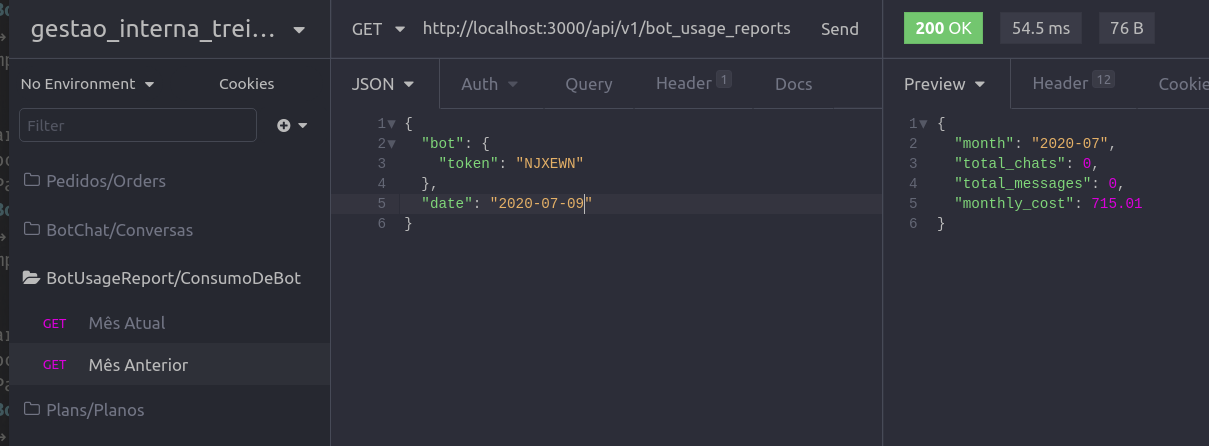 gestao_interna_trei...
No Environment
Cookies
Filter
Pedidos/Orders
BotChat/Conversas
BotUsageReport/ConsumoDeBot
GET Mês Atual
GET Mês Anterior
Plans/Planos
GET http://localhost:3000/api/v1/bot_usage_reports Send
JSON Auth Query Header 1 Docs
1 {
2 "bot": {
3 "token": "NJXEWN"
4 },
5 "date": "2020-07-09"
6 }
200 OK 54.5 ms 76 B
Preview Header 12 Cookie
1 {
2 "month": "2020-07",
3 "total_chats": 0,
4 "total_messages": 0,
5 "monthly_cost": 715.01
6 }